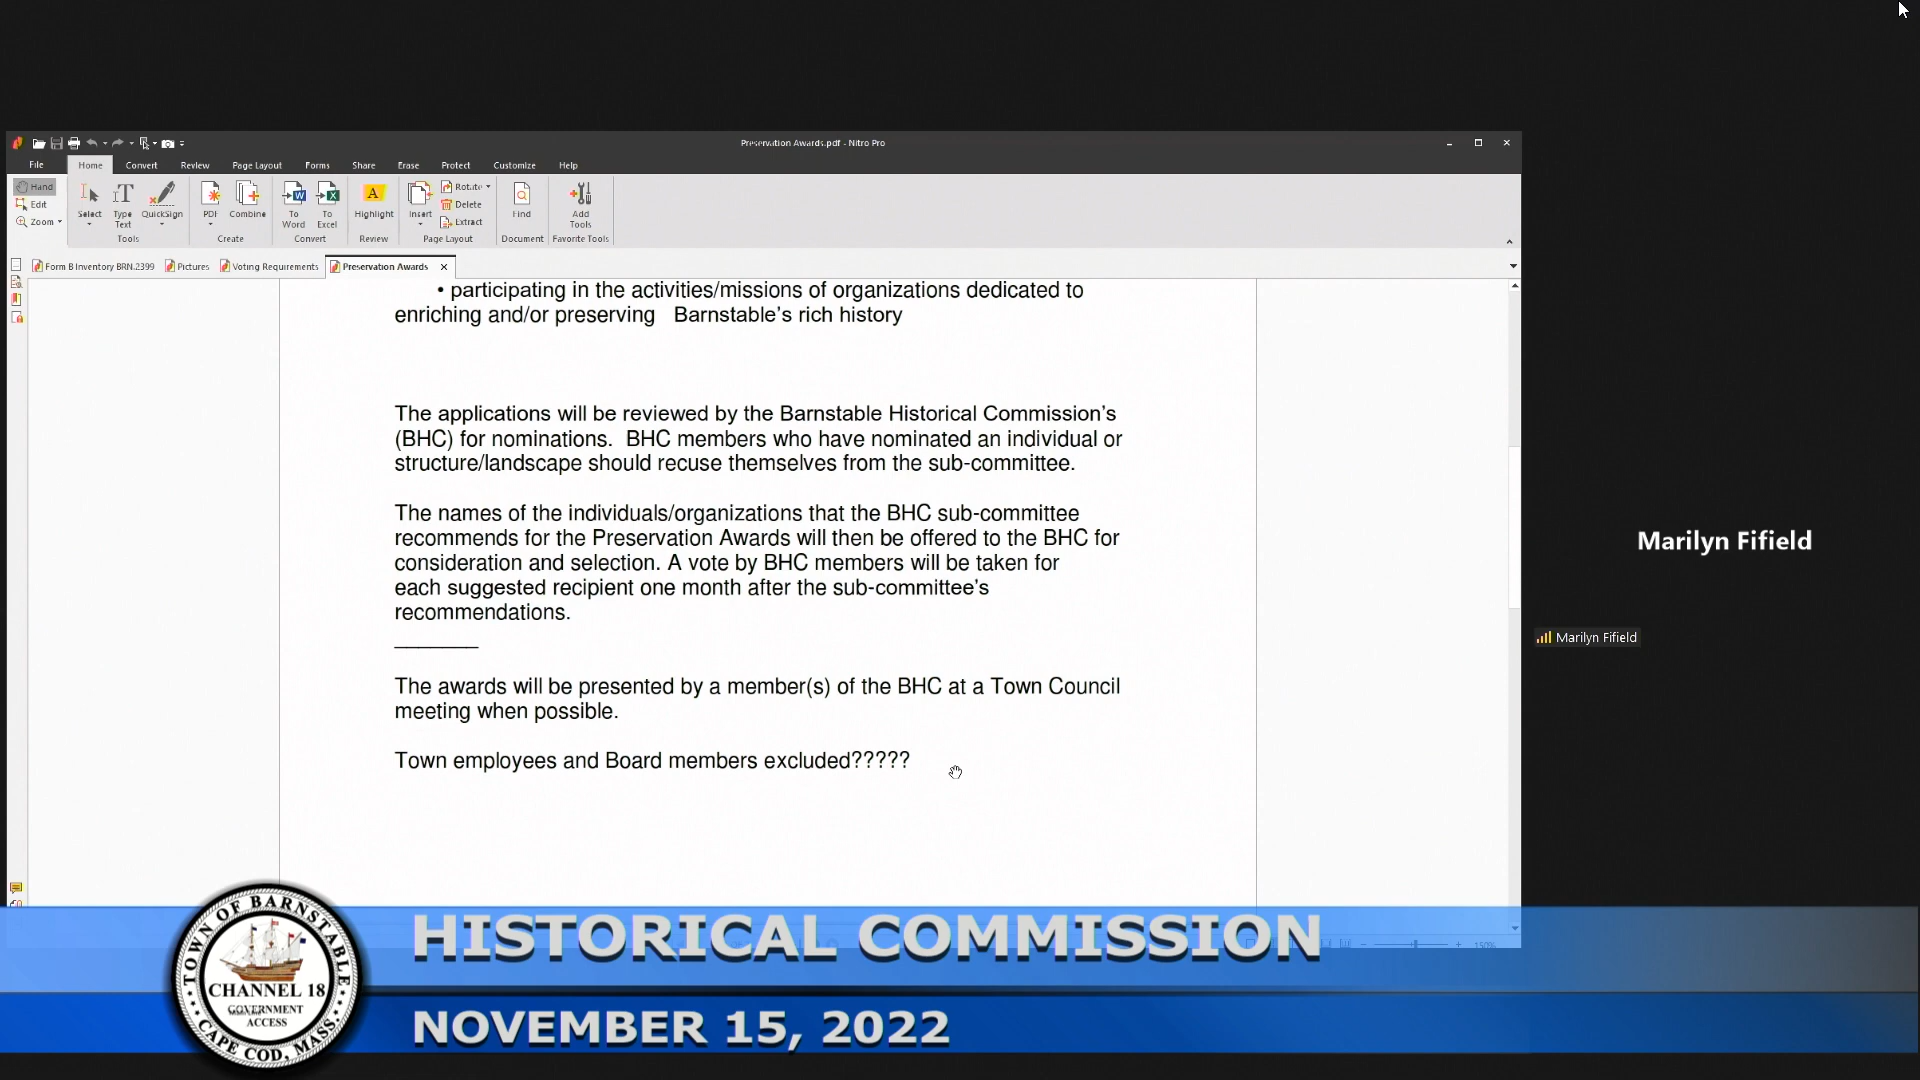 Preservation Awards.pdf - Nitro Pro
File Home Convert Review Page Layout Forms Share Erase Protect Customize Help
Hand
Edit
Zoom
Select
Type
Text
QuickSign
Tools
PDF
Combine
Create
To
Word
To
Excel
Convert
Highlight
Review
Insert
Rotate
Delete
Extract
Page Layout
Find
Document
Add
Tools
Favorite Tools
Form B Inventory BRN.2399 Pictures Voting Requirements Preservation Awards
• participating in the activities/missions of organizations dedicated to
enriching and/or preserving Barnstable's rich history
The applications will be reviewed by the Barnstable Historical Commission's
(BHC) for nominations. BHC members who have nominated an individual or
structure/landscape should recuse themselves from the sub-committee.
The names of the individuals/organizations that the BHC sub-committee
recommends for the Preservation Awards will then be offered to the BHC for
consideration and selection. A vote by BHC members will be taken for
each suggested recipient one month after the sub-committee's
recommendations.
_______
The awards will be presented by a member(s) of the BHC at a Town Council
meeting when possible.
Town employees and Board members excluded?????
Marilyn Fifield
Marilyn Fifield
150%
TOWN OF BARNSTABLE
CHANNEL 18
GOVERNMENT
ACCESS
CAPE COD, MASS.
HISTORICAL COMMISSION
NOVEMBER 15, 2022